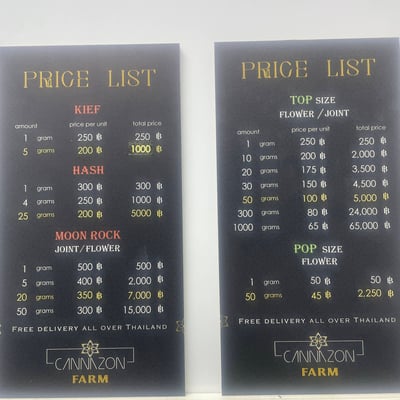 PRICE LIST
KIEF
amount price per unit total price
1 gram 250 ฿ 250 ฿
5 grams 200 ฿ 1000 ฿
HASH
1 gram 300 ฿ 300 ฿
4 grams 250 ฿ 1000 ฿
25 grams 200 ฿ 5000 ฿
MOON ROCK
JOINT/FLOWER
1 gram 500 ฿ 500 ฿
5 grams 400 ฿ 2,000 ฿
20 grams 350 ฿ 7,000 ฿
50 grams 300 ฿ 15,000 ฿
FREE DELIVERY ALL OVER THAILAND
CANNAZON
FARM
PRICE LIST
TOP SIZE
FLOWER / JOINT
amount price per unit total price
1 gram 250 ฿ 250 ฿
10 grams 200 ฿ 2,000 ฿
20 grams 175 ฿ 3,500 ฿
30 grams 150 ฿ 4,500 ฿
50 grams 100 ฿ 5,000 ฿
300 grams 80 ฿ 24,000 ฿
1000 grams 65 ฿ 65,000 ฿
POP SIZE
FLOWER
1 gram 50 ฿ 50 ฿
50 grams 45 ฿ 2,250 ฿
FREE DELIVERY ALL OVER THAILAND
CANNAZON
FARM